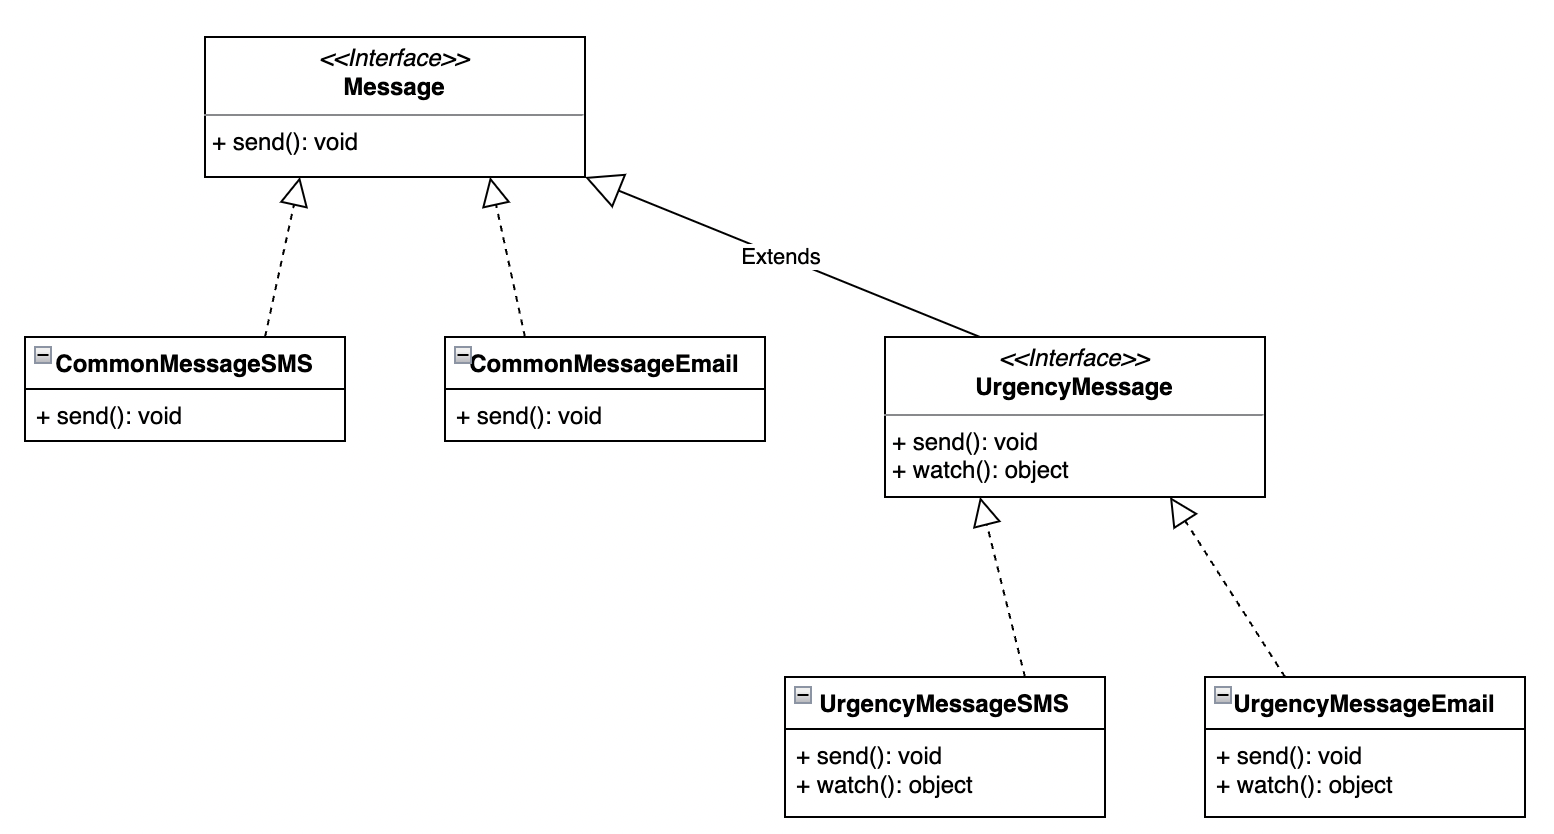 <<Interface>>
Message
+ send(): void
Extends
CommonMessageSMS
+ send(): void
CommonMessageEmail
+ send(): void
<<Interface>>
UrgencyMessage
+ send(): void
+ watch(): object
UrgencyMessageSMS
+ send(): void
+ watch(): object
UrgencyMessageEmail
+ send(): void
+ watch(): object